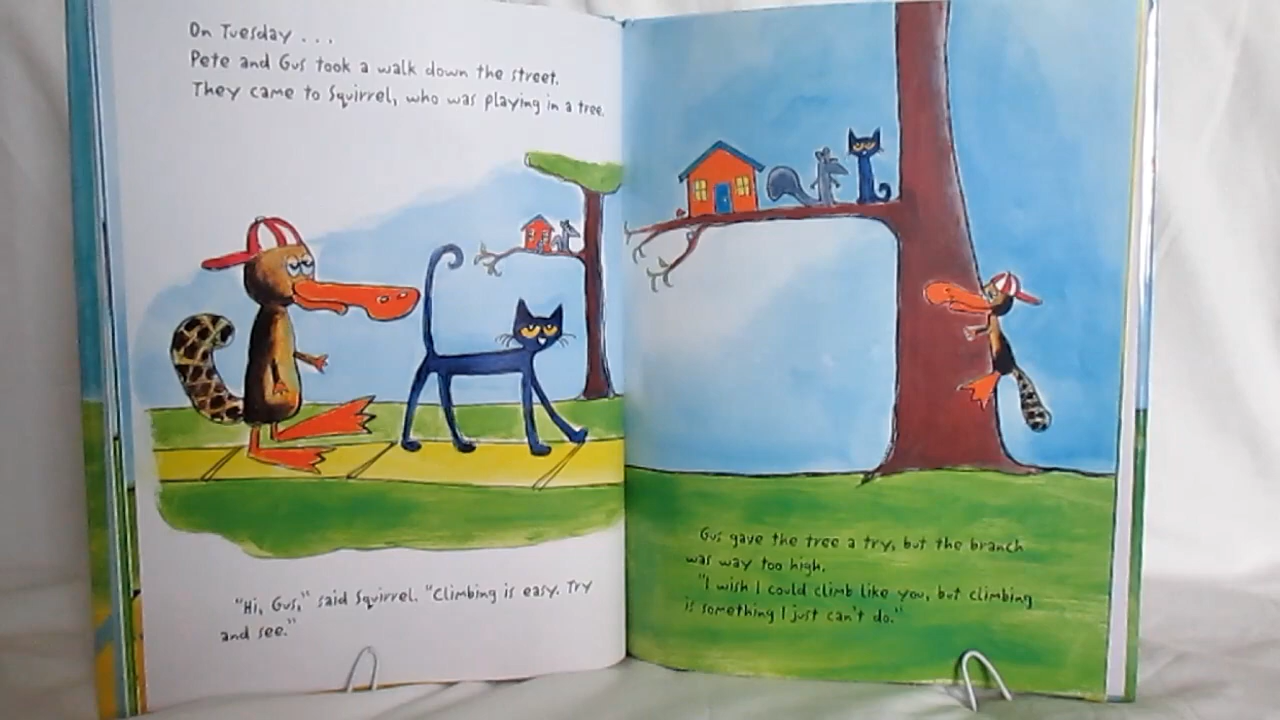 On Tuesday . . .
Pete and Gus took a walk down the street.
They came to Squirrel, who was playing in a tree.
"Hi, Gus," said Squirrel. "Climbing is easy. Try
and see."
Gus gave the tree a try, but the branch
was way too high.
"I wish I could climb like you, but climbing
is something I just can't do."